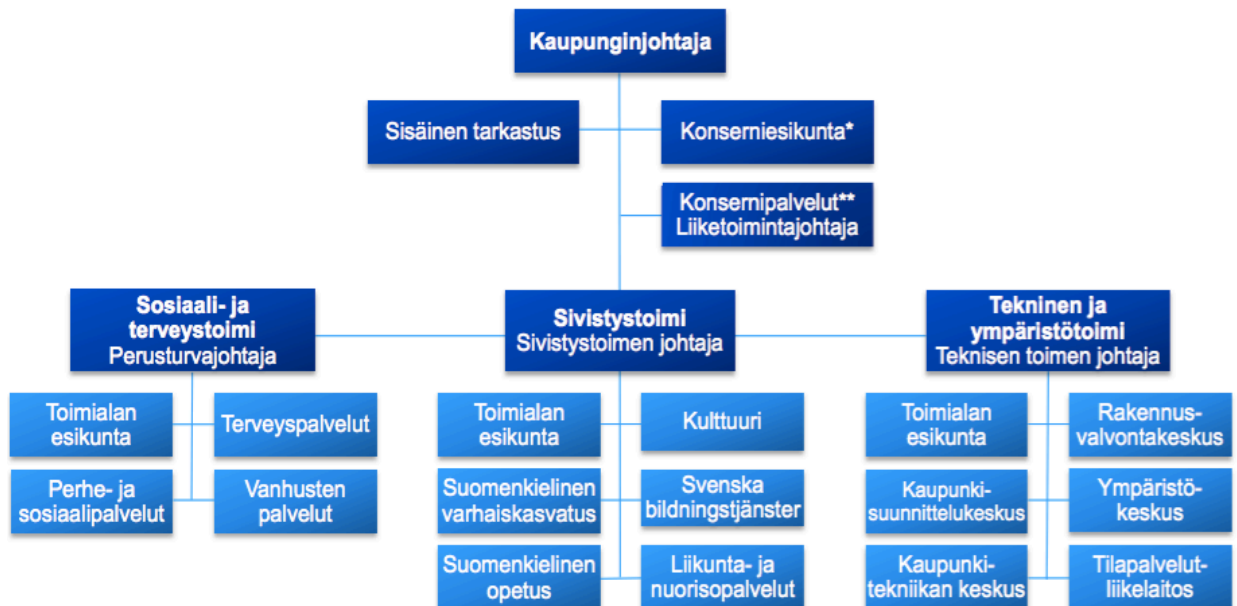 Kaupunginjohtaja
Sisäinen tarkastus
Konserniesikunta*
Konsernipalvelut**
Liiketoimintajohtaja
Sosiaali- ja
terveystoimi
Perusturvajohtaja
Sivistystoimi
Sivistystoimen johtaja
Tekninen ja
ympäristötoimi
Teknisen toimen johtaja
Toimialan
esikunta
Terveyspalvelut
Perhe- ja
sosiaalipalvelut
Vanhusten
palvelut
Toimialan
esikunta
Kulttuuri
Suomenkielinen
varhaiskasvatus
Svenska
bildningstjänster
Suomenkielinen
opetus
Liikunta- ja
nuorisopalvelut
Toimialan
esikunta
Rakennus-
valvontakeskus
Kaupunki-
suunnittelukeskus
Ympäristö-
keskus
Kaupunki-
tekniikan keskus
Tilapalvelut-
liikelaitos